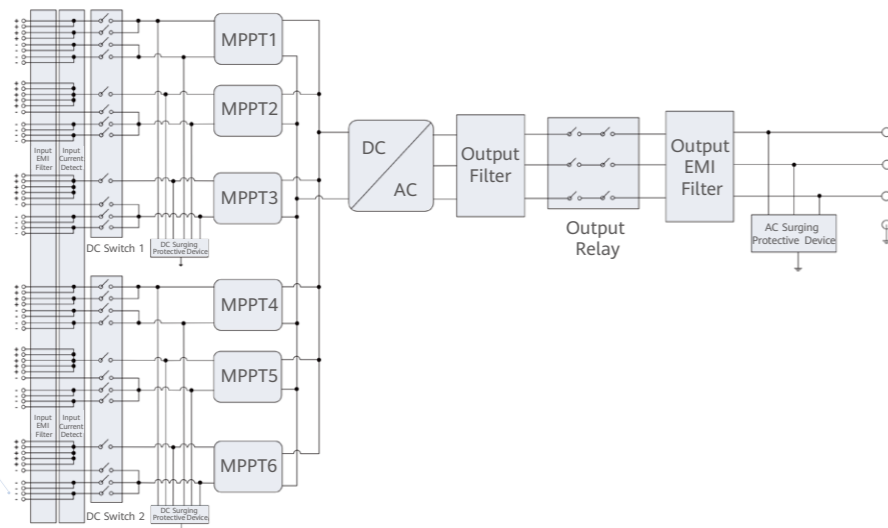 MPPT1
MPPT2
Input
EMI
Filter
Input
Current
Detect
MPPT3
DC Switch 1
DC Surging
Protective Device
DC
AC
Output
Filter
Output
Relay
Output
EMI
Filter
AC Surging
Protective Device
MPPT4
MPPT5
Input
EMI
Filter
Input
Current
Detect
MPPT6
DC Switch 2
DC Surging
Protective Device